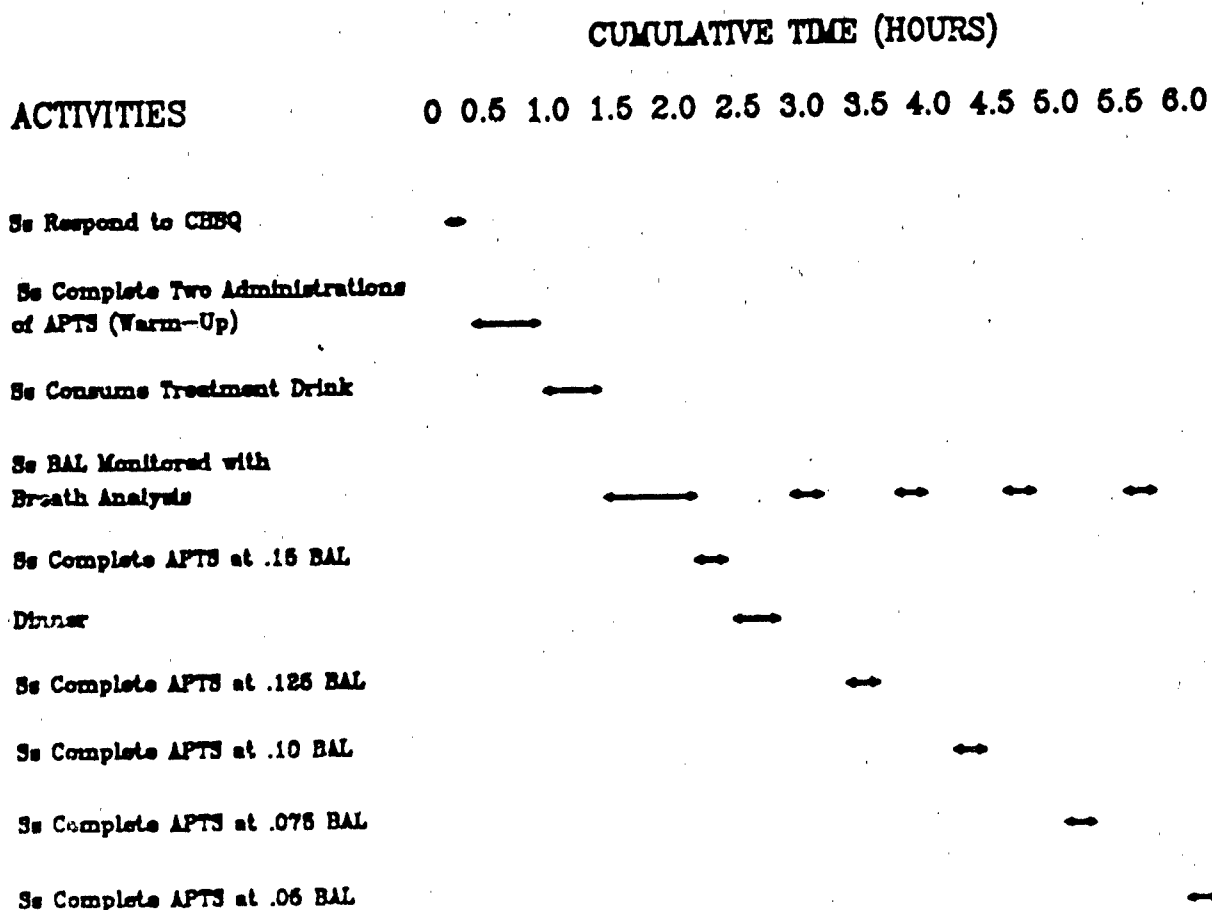 CUMULATIVE TIME (HOURS)
ACTIVITIES 0 0.5 1.0 1.5 2.0 2.5 3.0 3.5 4.0 4.5 5.0 5.5 6.0
Ss Respond to CHSQ
Ss Complete Two Administrations
of APTS (Warm-Up)
Ss Consume Treatment Drink
Ss BAL Monitored with
Breath Analysis
Ss Complete APTS at .15 BAL
Dinner
Ss Complete APTS at .125 BAL
Ss Complete APTS at .10 BAL
Ss Complete APTS at .075 BAL
Ss Complete APTS at .05 BAL